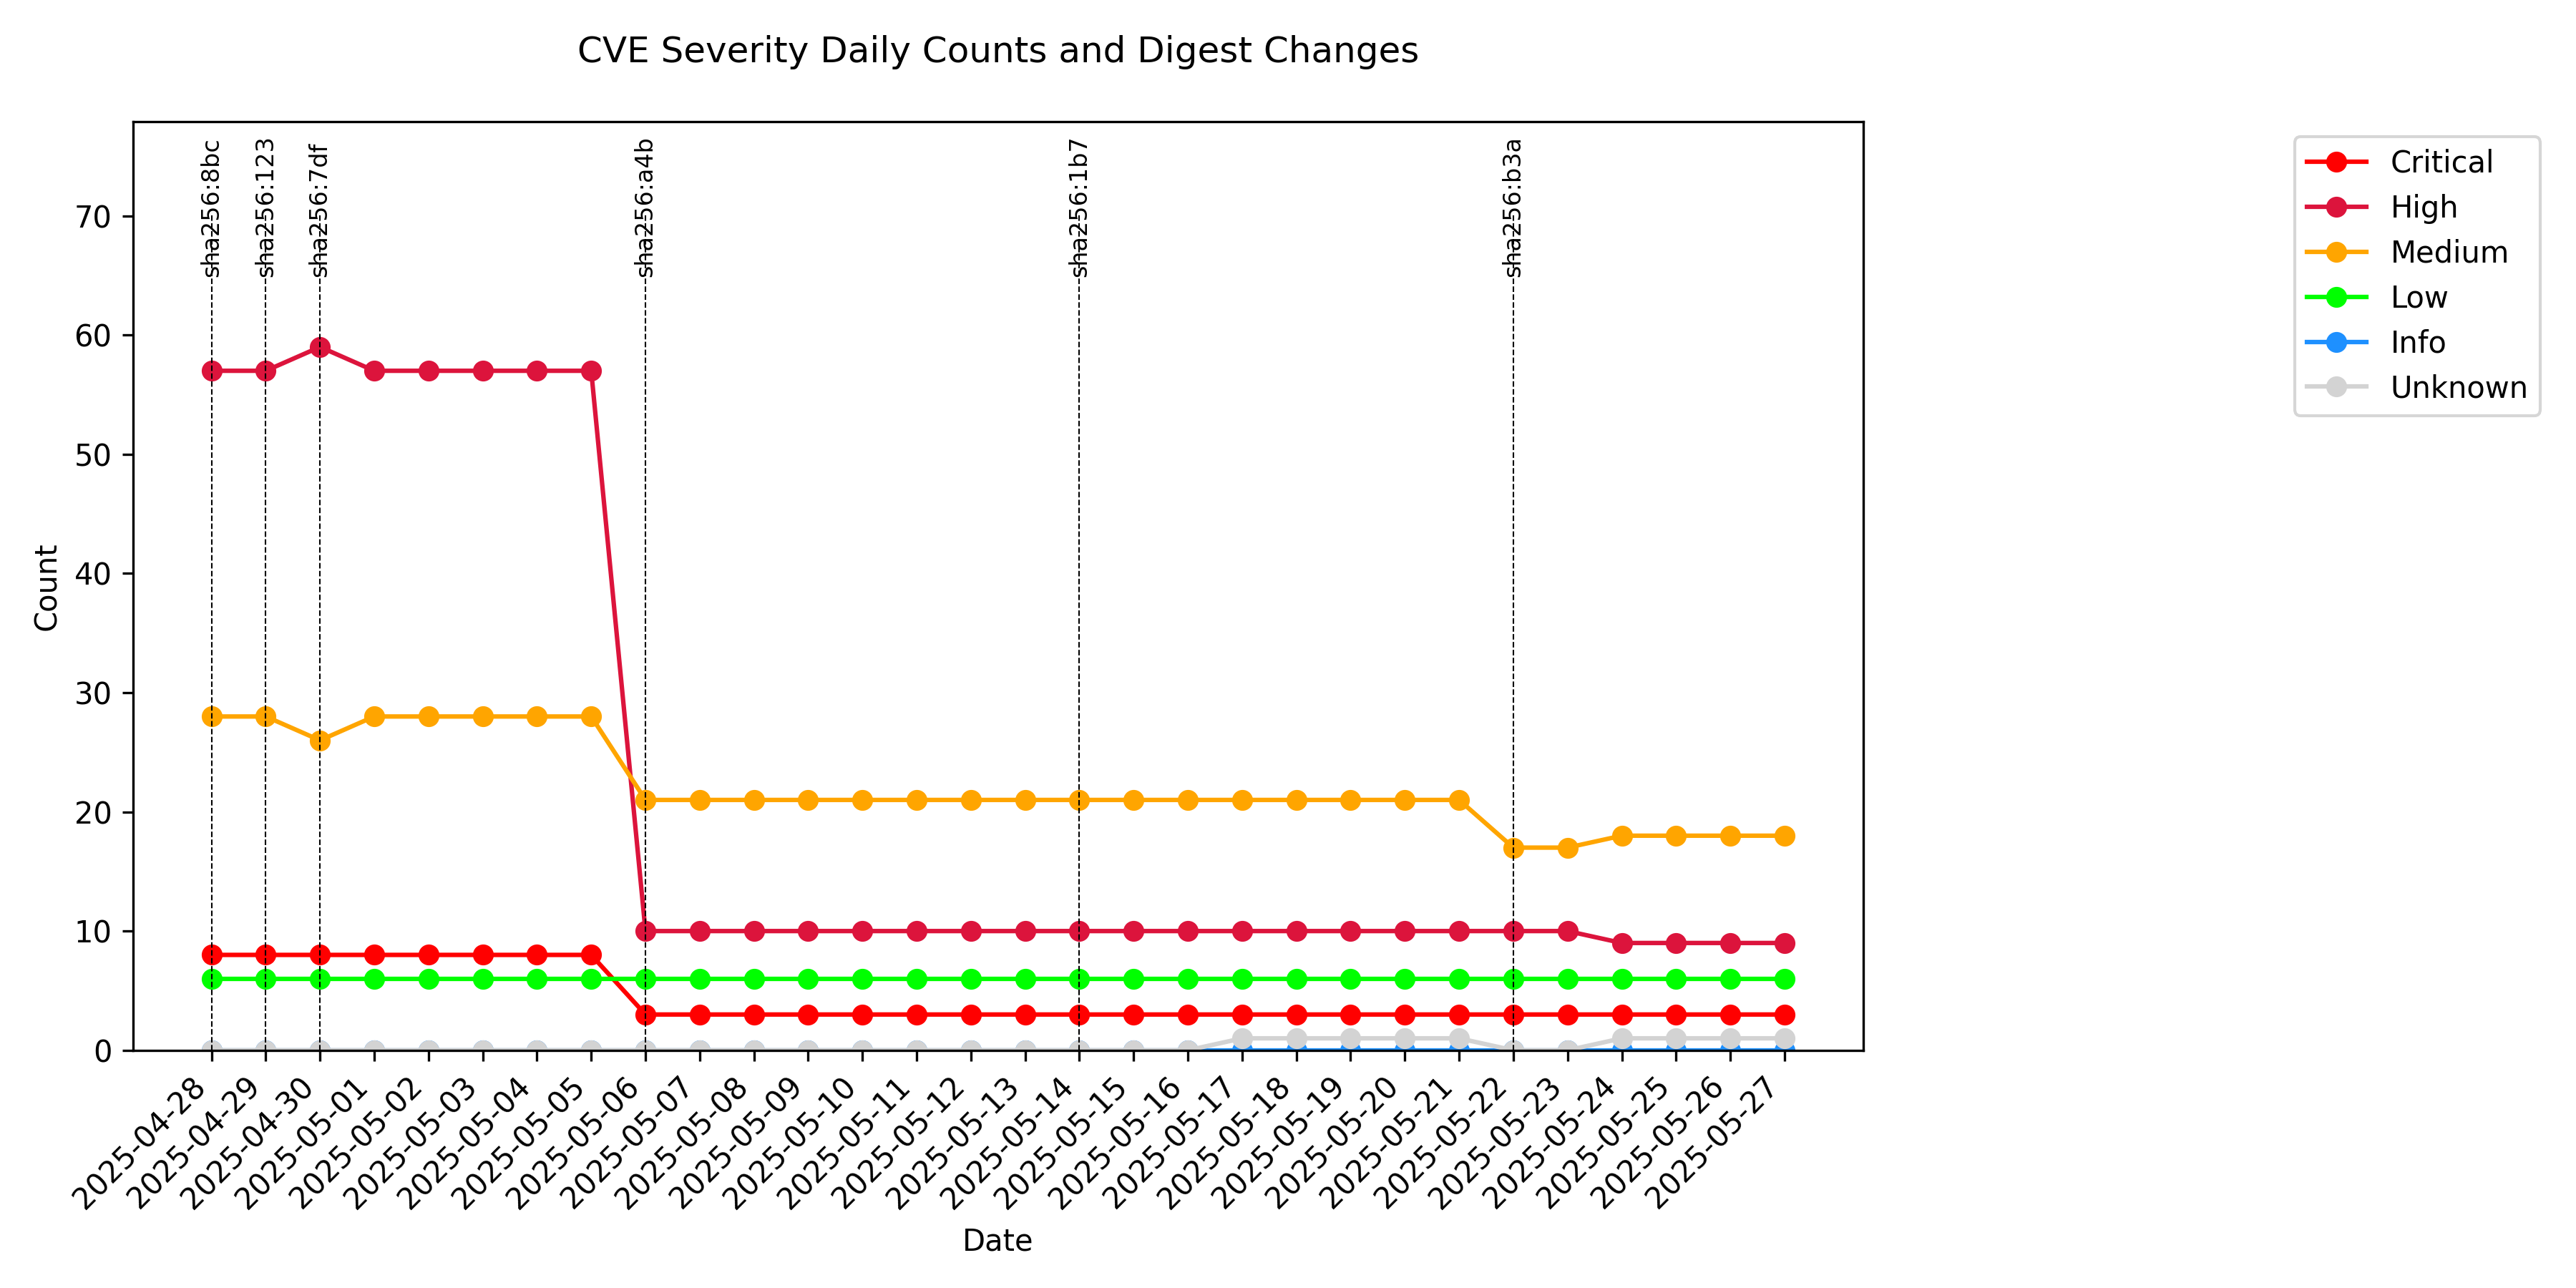 CVE Severity Daily Counts and Digest Changes
sha256:8bc
sha256:123
sha256:7df
sha256:a4b
sha256:1b7
sha256:b3a
Critical
High
Medium
Low
Info
Unknown
70
60
50
40
30
20
10
0
Count
2025-04-28
2025-04-29
2025-04-30
2025-05-01
2025-05-02
2025-05-03
2025-05-04
2025-05-05
2025-05-06
2025-05-07
2025-05-08
2025-05-09
2025-05-10
2025-05-11
2025-05-12
2025-05-13
2025-05-14
2025-05-15
2025-05-16
2025-05-17
2025-05-18
2025-05-19
2025-05-20
2025-05-21
2025-05-22
2025-05-23
2025-05-24
2025-05-25
2025-05-26
2025-05-27
Date